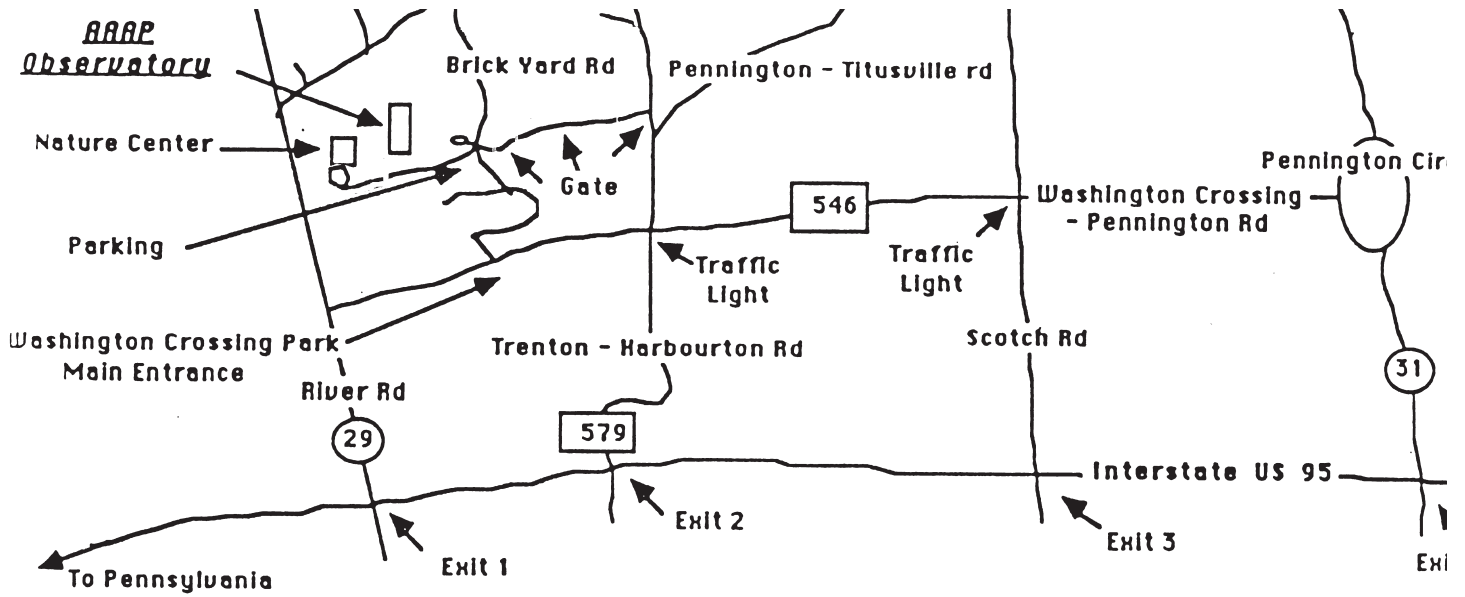 AAAP
Observatory
Brick Yard Rd
Pennington - Titusville rd
Nature Center
Gate
Pennington Cir
546
Washington Crossing
- Pennington Rd
Parking
Traffic
Light
Traffic
Light
Washington Crossing Park
Main Entrance
Trenton - Harbourton Rd
Scotch Rd
River Rd
31
29
579
Interstate US 95
Exit 2
Exit 3
Exit 1
Exi
To Pennsylvania